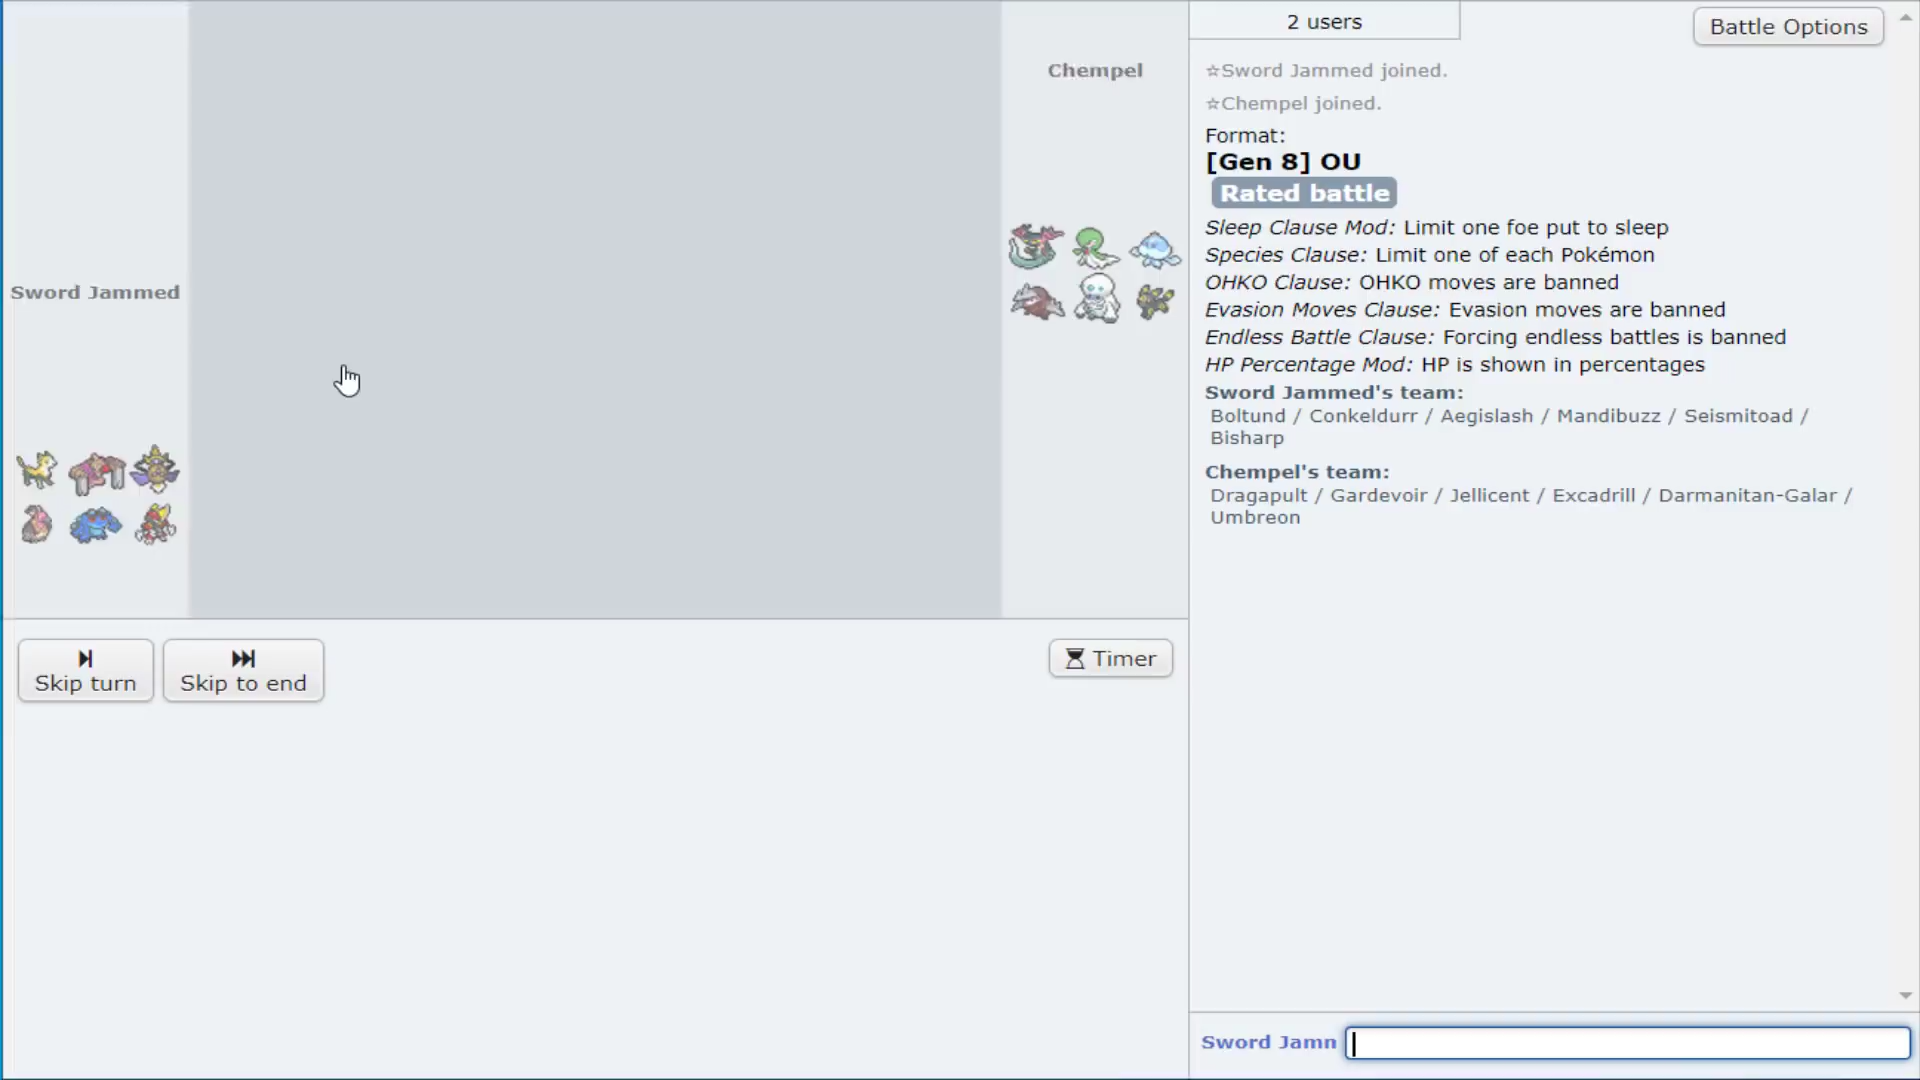 2 users
Battle Options
Chempel
Sword Jammed
☆Sword Jammed joined.
☆Chempel joined.
Format:
[Gen 8] OU
Rated battle
Sleep Clause Mod: Limit one foe put to sleep
Species Clause: Limit one of each Pokémon
OHKO Clause: OHKO moves are banned
Evasion Moves Clause: Evasion moves are banned
Endless Battle Clause: Forcing endless battles is banned
HP Percentage Mod: HP is shown in percentages
Sword Jammed's team:
Boltund / Conkeldurr / Aegislash / Mandibuzz / Seismitoad /
Bisharp
Chempel's team:
Dragapult / Gardevoir / Jellicent / Excadrill / Darmanitan-Galar /
Umbreon
Skip turn
Skip to end
Timer
Sword Jamn